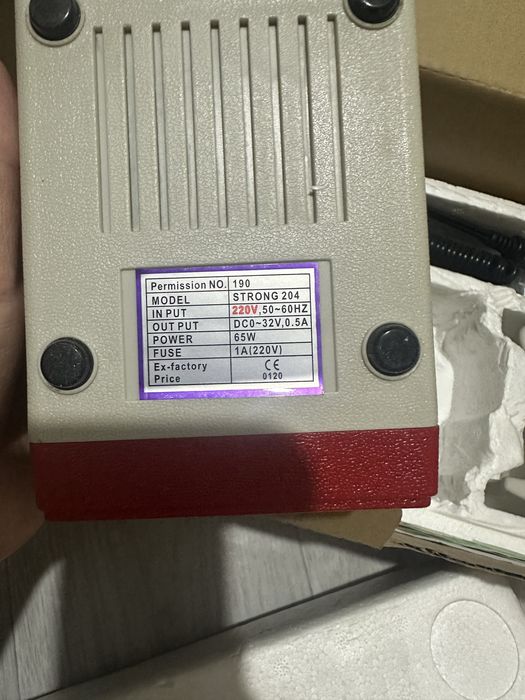 Permission NO. 190
MODEL STRONG 204
IN PUT 220V,50~60HZ
OUT PUT DC0~32V,0.5A
POWER 65W
FUSE 1A(220V)
Ex-factory Price CE 0120